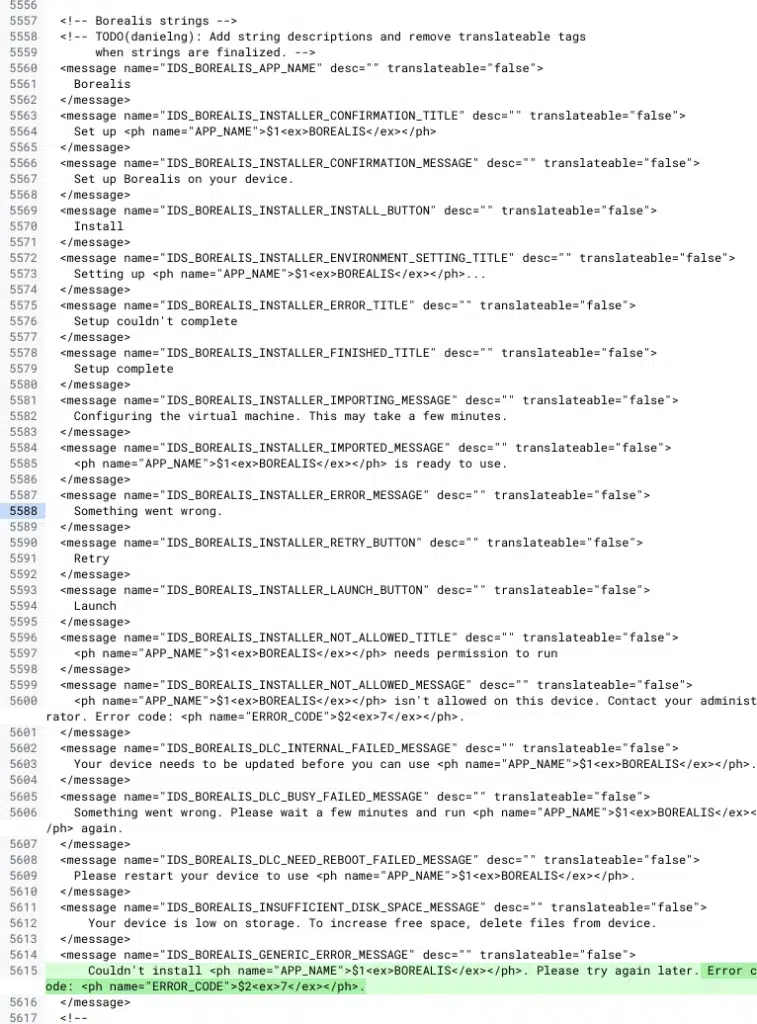 5556
5557 <!-- Borealis strings -->
5558 <!-- TODO(danielng): Add string descriptions and remove translateable tags
5559 when strings are finalized. -->
5560 <message name="IDS_BOREALIS_APP_NAME" desc="" translateable="false">
5561 Borealis
5562 </message>
5563 <message name="IDS_BOREALIS_INSTALLER_CONFIRMATION_TITLE" desc="" translateable="false">
5564 Set up <ph name="APP_NAME">$1<ex>BOREALIS</ex></ph>
5565 </message>
5566 <message name="IDS_BOREALIS_INSTALLER_CONFIRMATION_MESSAGE" desc="" translateable="false">
5567 Set up Borealis on your device.
5568 </message>
5569 <message name="IDS_BOREALIS_INSTALLER_INSTALL_BUTTON" desc="" translateable="false">
5570 Install
5571 </message>
5572 <message name="IDS_BOREALIS_INSTALLER_ENVIRONMENT_SETTING_TITLE" desc="" translateable="false">
5573 Setting up <ph name="APP_NAME">$1<ex>BOREALIS</ex></ph>...
5574 </message>
5575 <message name="IDS_BOREALIS_INSTALLER_ERROR_TITLE" desc="" translateable="false">
5576 Setup couldn't complete
5577 </message>
5578 <message name="IDS_BOREALIS_INSTALLER_FINISHED_TITLE" desc="" translateable="false">
5579 Setup complete
5580 </message>
5581 <message name="IDS_BOREALIS_INSTALLER_IMPORTING_MESSAGE" desc="" translateable="false">
5582 Configuring the virtual machine. This may take a few minutes.
5583 </message>
5584 <message name="IDS_BOREALIS_INSTALLER_IMPORTED_MESSAGE" desc="" translateable="false">
5585 <ph name="APP_NAME">$1<ex>BOREALIS</ex></ph> is ready to use.
5586 </message>
5587 <message name="IDS_BOREALIS_INSTALLER_ERROR_MESSAGE" desc="" translateable="false">
5588 Something went wrong.
5589 </message>
5590 <message name="IDS_BOREALIS_INSTALLER_RETRY_BUTTON" desc="" translateable="false">
5591 Retry
5592 </message>
5593 <message name="IDS_BOREALIS_INSTALLER_LAUNCH_BUTTON" desc="" translateable="false">
5594 Launch
5595 </message>
5596 <message name="IDS_BOREALIS_INSTALLER_NOT_ALLOWED_TITLE" desc="" translateable="false">
5597 <ph name="APP_NAME">$1<ex>BOREALIS</ex></ph> needs permission to run
5598 </message>
5599 <message name="IDS_BOREALIS_INSTALLER_NOT_ALLOWED_MESSAGE" desc="" translateable="false">
5600 <ph name="APP_NAME">$1<ex>BOREALIS</ex></ph> isn't allowed on this device. Contact your administ
rator. Error code: <ph name="ERROR_CODE">$2<ex>7</ex></ph>.
5601 </message>
5602 <message name="IDS_BOREALIS_DLC_INTERNAL_FAILED_MESSAGE" desc="" translateable="false">
5603 Your device needs to be updated before you can use <ph name="APP_NAME">$1<ex>BOREALIS</ex></ph>.
5604 </message>
5605 <message name="IDS_BOREALIS_DLC_BUSY_FAILED_MESSAGE" desc="" translateable="false">
5606 Something went wrong. Please wait a few minutes and run <ph name="APP_NAME">$1<ex>BOREALIS</ex><
/ph> again.
5607 </message>
5608 <message name="IDS_BOREALIS_DLC_NEED_REBOOT_FAILED_MESSAGE" desc="" translateable="false">
5609 Please restart your device to use <ph name="APP_NAME">$1<ex>BOREALIS</ex></ph>.
5610 </message>
5611 <message name="IDS_BOREALIS_INSUFFICIENT_DISK_SPACE_MESSAGE" desc="" translateable="false">
5612 Your device is low on storage. To increase free space, delete files from device.
5613 </message>
5614 <message name="IDS_BOREALIS_GENERIC_ERROR_MESSAGE" desc="" translateable="false">
5615 Couldn't install <ph name="APP_NAME">$1<ex>BOREALIS</ex></ph>. Please try again later. Error c
ode: <ph name="ERROR_CODE">$2<ex>7</ex></ph>.
5616 </message>
5617 <!--